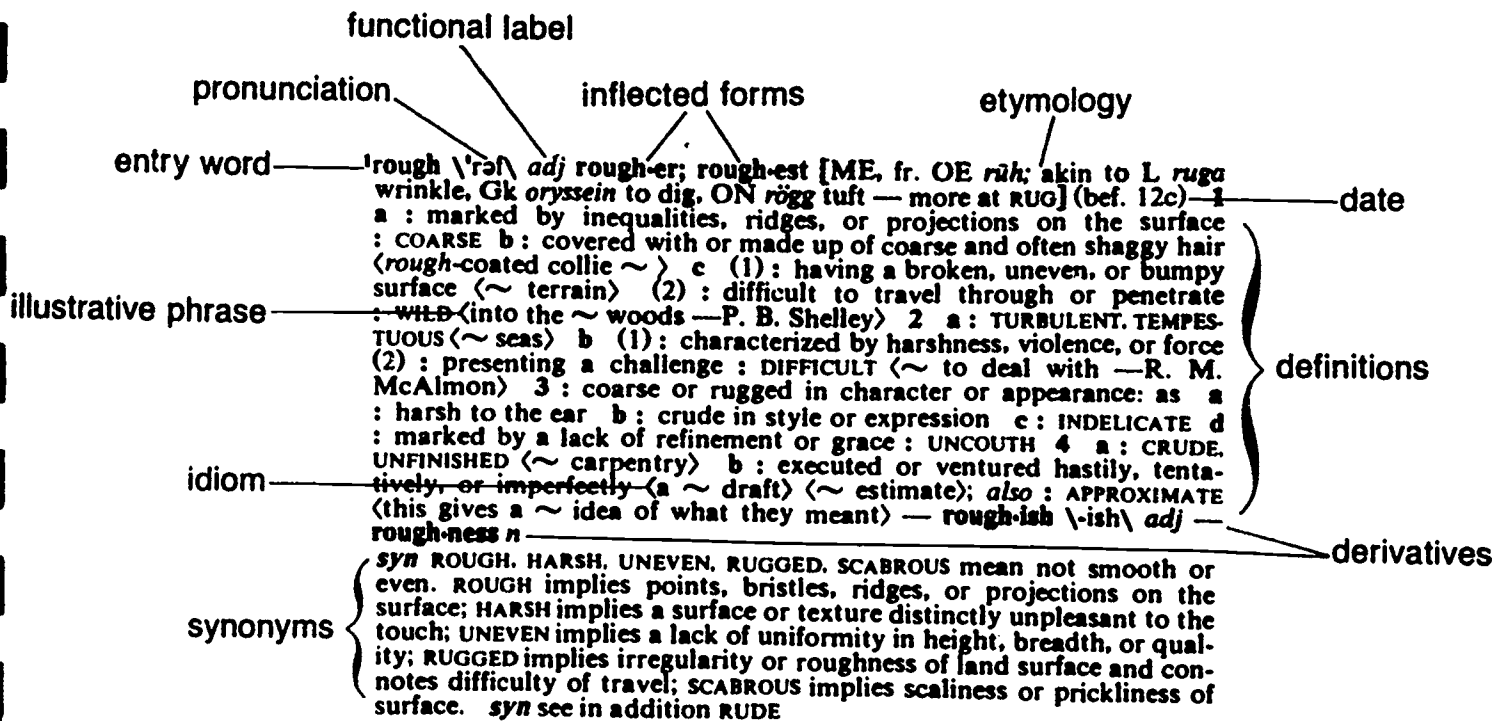 functional label
pronunciation
inflected forms
etymology
entry word
¹rough \'rəf\ adj rough·er; rough·est [ME, fr. OE rūh; akin to L ruga
wrinkle, Gk oryssein to dig, ON rögg tuft — more at RUG] (bef. 12c) 1
date
a : marked by inequalities, ridges, or projections on the surface
: COARSE b : covered with or made up of coarse and often shaggy hair
⟨rough-coated collie ~ ⟩ c (1) : having a broken, uneven, or bumpy
surface ⟨~ terrain⟩ (2) : difficult to travel through or penetrate
illustrative phrase
: WILD ⟨into the ~ woods —P. B. Shelley⟩ 2 a : TURBULENT, TEMPES-
TUOUS ⟨~ seas⟩ b (1) : characterized by harshness, violence, or force
(2) : presenting a challenge : DIFFICULT ⟨~ to deal with —R. M.
definitions
McAlmon⟩ 3 : coarse or rugged in character or appearance: as a
: harsh to the ear b : crude in style or expression c : INDELICATE d
: marked by a lack of refinement or grace : UNCOUTH 4 a : CRUDE,
UNFINISHED ⟨~ carpentry⟩ b : executed or ventured hastily, tenta-
idiom
tively, or imperfectly ⟨a ~ draft⟩ ⟨~ estimate⟩; also : APPROXIMATE
⟨this gives a ~ idea of what they meant⟩ — rough·ish \-ish\ adj —
rough·ness n
derivatives
syn ROUGH, HARSH, UNEVEN, RUGGED, SCABROUS mean not smooth or
even. ROUGH implies points, bristles, ridges, or projections on the
surface; HARSH implies a surface or texture distinctly unpleasant to the
synonyms
touch; UNEVEN implies a lack of uniformity in height, breadth, or qual-
ity; RUGGED implies irregularity or roughness of land surface and con-
notes difficulty of travel; SCABROUS implies scaliness or prickliness of
surface. syn see in addition RUDE